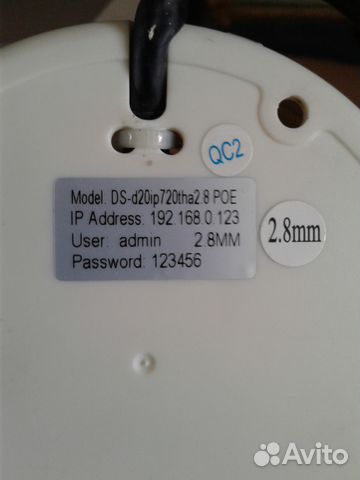 QC2
Model: DS-d20ip720tha2.8 POE
IP Address: 192.168.0.123
User: admin 2.8MM
Password: 123456
2.8mm
Avito